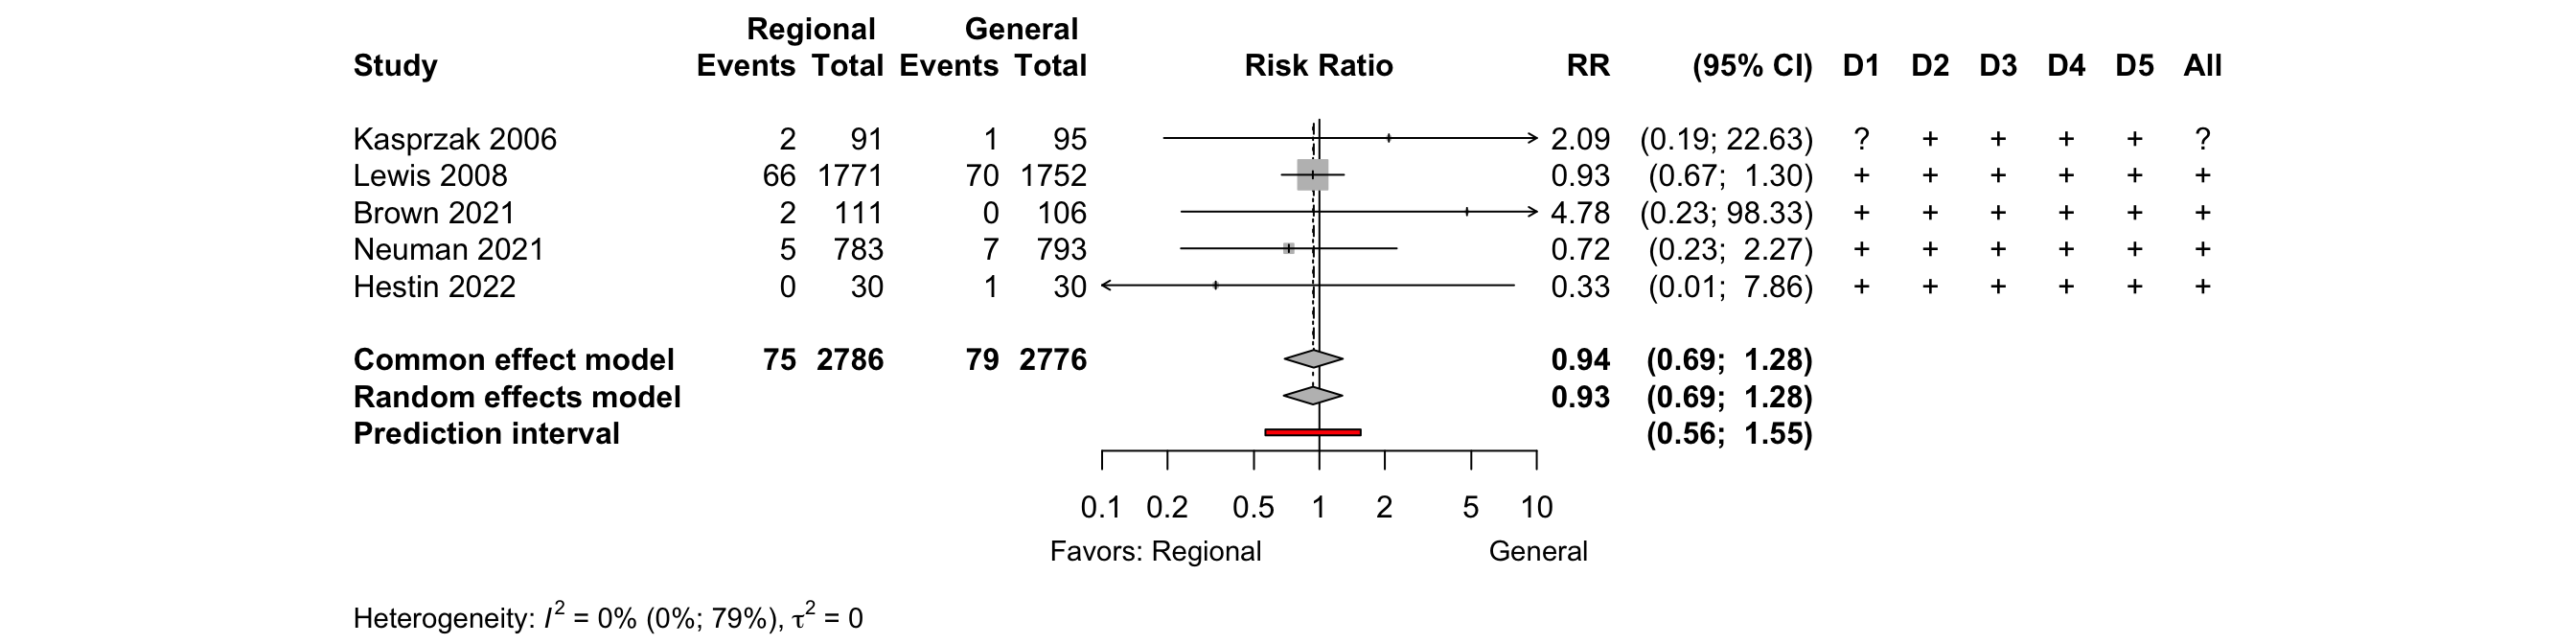 Regional General
Study Events Total Events Total Risk Ratio RR (95% CI) D1 D2 D3 D4 D5 All
Kasprzak 2006 2 91 1 95 2.09 (0.19; 22.63) ? + + + + ?
Lewis 2008 66 1771 70 1752 0.93 (0.67; 1.30) + + + + + +
Brown 2021 2 111 0 106 4.78 (0.23; 98.33) + + + + + +
Neuman 2021 5 783 7 793 0.72 (0.23; 2.27) + + + + + +
Hestin 2022 0 30 1 30 0.33 (0.01; 7.86) + + + + + +
Common effect model 75 2786 79 2776 0.94 (0.69; 1.28)
Random effects model 0.93 (0.69; 1.28)
Prediction interval (0.56; 1.55)
0.1 0.2 0.5 1 2 5 10
Favors: Regional General
Heterogeneity: I² = 0% (0%; 79%), τ² = 0